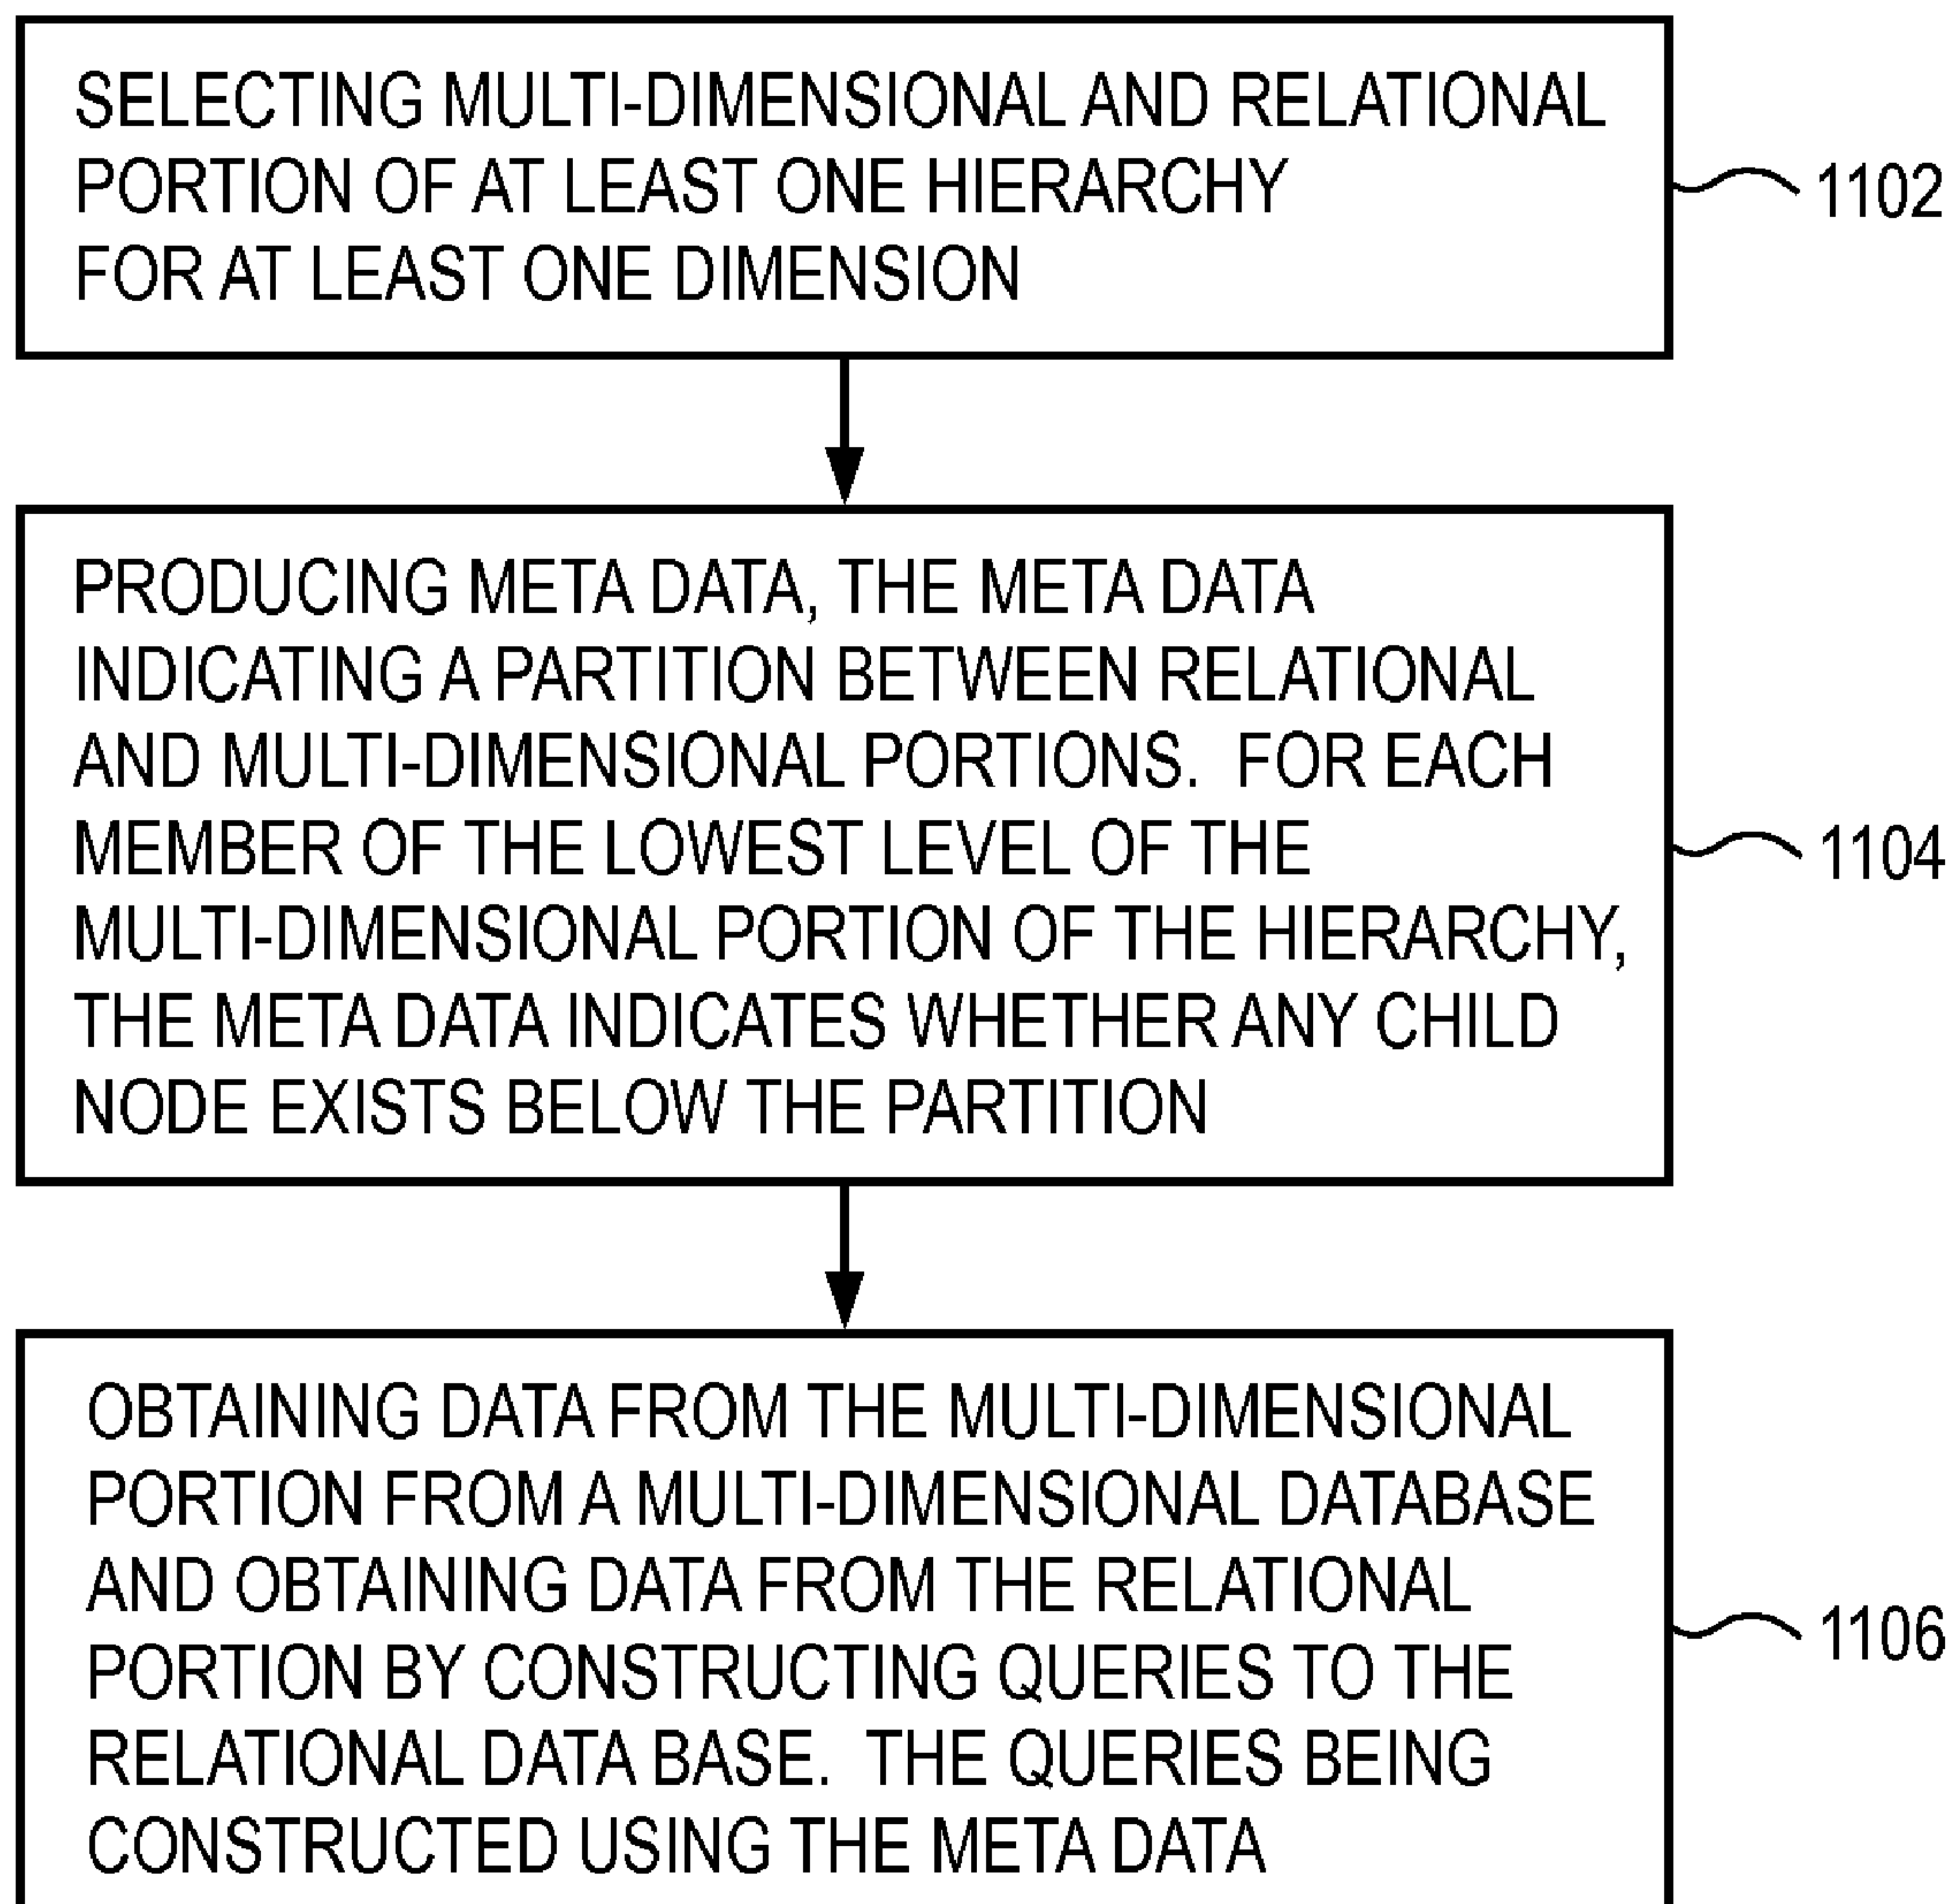 SELECTING MULTI-DIMENSIONAL AND RELATIONAL
PORTION OF AT LEAST ONE HIERARCHY
FOR AT LEAST ONE DIMENSION
1102
PRODUCING META DATA, THE META DATA
INDICATING A PARTITION BETWEEN RELATIONAL
AND MULTI-DIMENSIONAL PORTIONS. FOR EACH
MEMBER OF THE LOWEST LEVEL OF THE
MULTI-DIMENSIONAL PORTION OF THE HIERARCHY,
THE META DATA INDICATES WHETHER ANY CHILD
NODE EXISTS BELOW THE PARTITION
1104
OBTAINING DATA FROM THE MULTI-DIMENSIONAL
PORTION FROM A MULTI-DIMENSIONAL DATABASE
AND OBTAINING DATA FROM THE RELATIONAL
PORTION BY CONSTRUCTING QUERIES TO THE
RELATIONAL DATA BASE. THE QUERIES BEING
CONSTRUCTED USING THE META DATA
1106